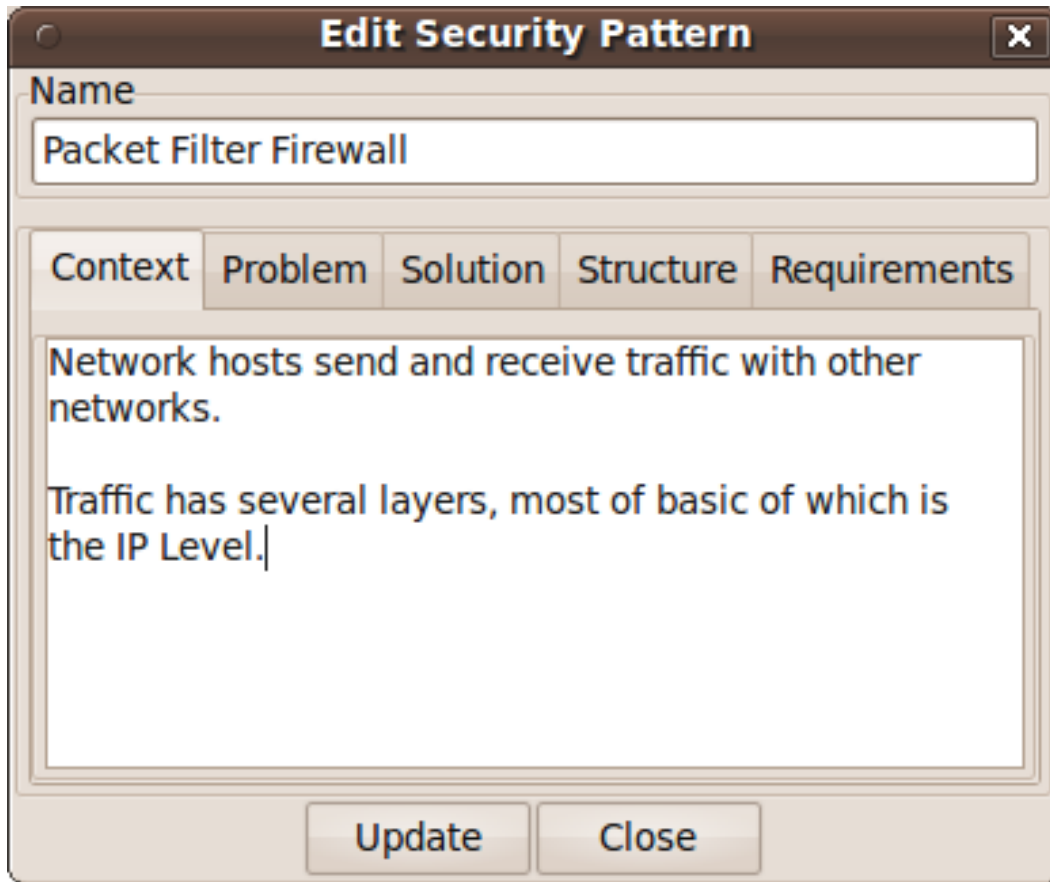 Edit Security Pattern
Name
Packet Filter Firewall
Context Problem Solution Structure Requirements
Network hosts send and receive traffic with other
networks.
Traffic has several layers, most of basic of which is
the IP Level.
Update Close